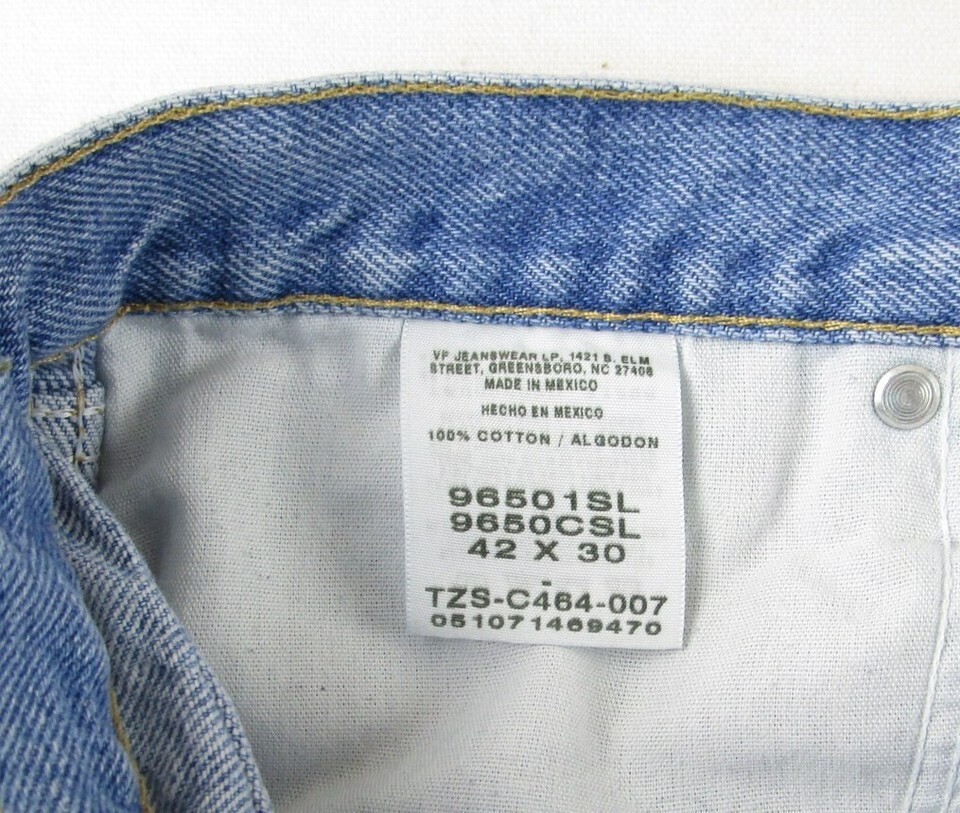 VF JEANSWEAR LP, 1421 S. ELM
STREET, GREENSBORO, NC 27406
MADE IN MEXICO
HECHO EN MEXICO
100% COTTON / ALGODON
96501SL
9650CSL
42 X 30
-
TZS-C464-007
051071469470